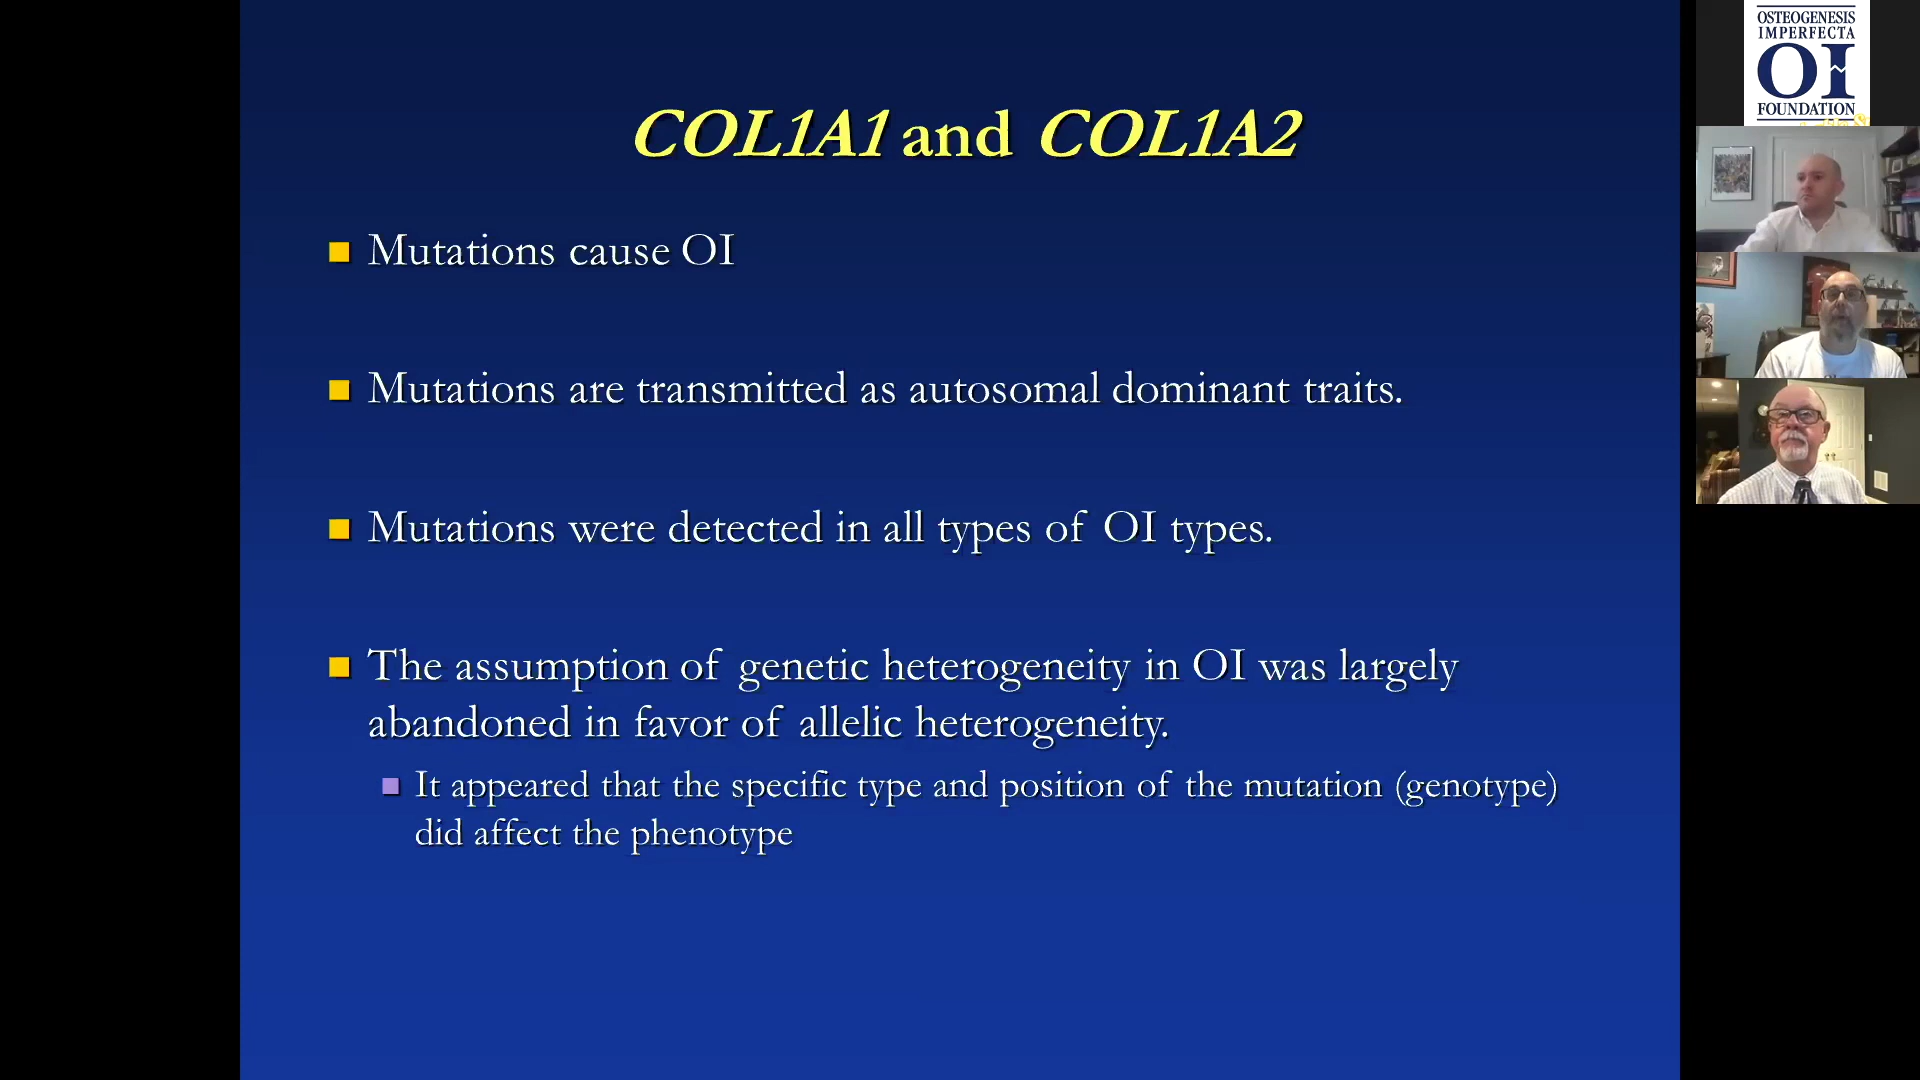 COL1A1 and COL1A2
Mutations cause OI
Mutations are transmitted as autosomal dominant traits.
Mutations were detected in all types of OI types.
The assumption of genetic heterogeneity in OI was largely
abandoned in favor of allelic heterogeneity.
It appeared that the specific type and position of the mutation (genotype)
did affect the phenotype
OSTEOGENESIS
IMPERFECTA
OI
FOUNDATION